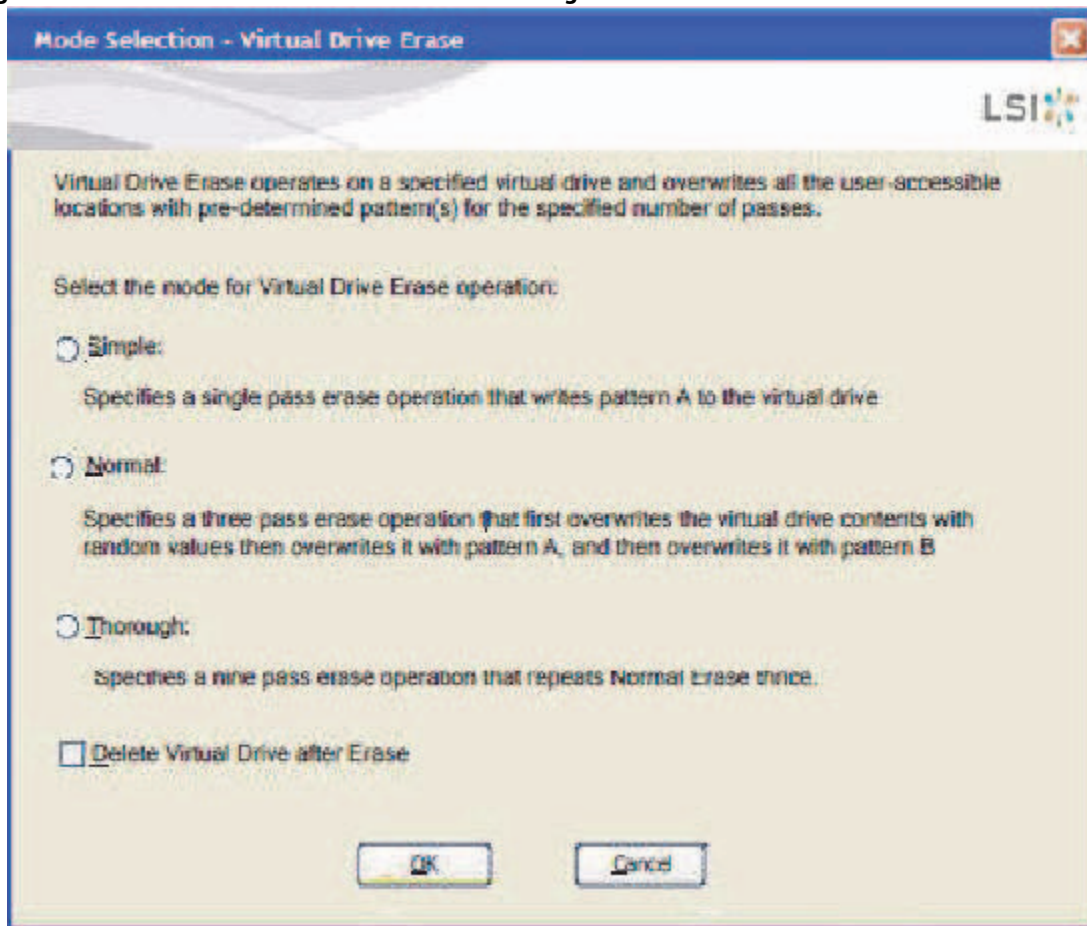 Mode Selection - Virtual Drive Erase
LSI
Virtual Drive Erase operates on a specified virtual drive and overwrites all the user-accessible
locations with pre-determined pattern(s) for the specified number of passes.
Select the mode for Virtual Drive Erase operation:
Simple:
Specifies a single pass erase operation that writes pattern A to the virtual drive
Normal:
Specifies a three pass erase operation that first overwrites the virtual drive contents with
random values then overwrites it with pattern A, and then overwrites it with pattern B
Thorough:
Specifies a nine pass erase operation that repeats Normal Erase thrice.
Delete Virtual Drive after Erase
OK Cancel